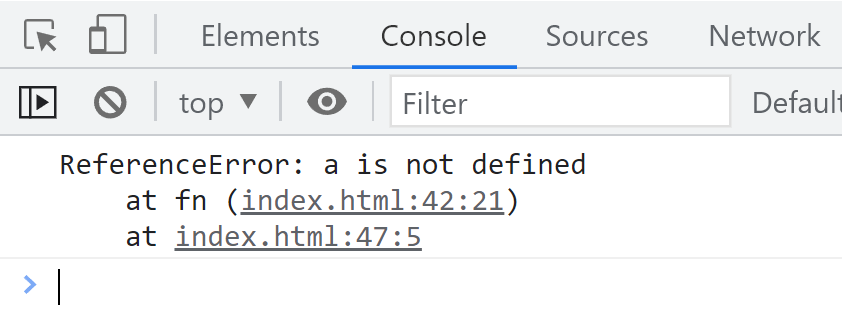 Elements Console Sources Network
top ▼ Filter Default
ReferenceError: a is not defined
at fn (index.html:42:21)
at index.html:47:5
>